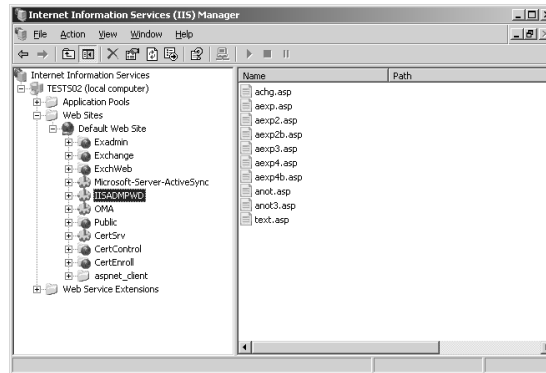 Internet Information Services (IIS) Manager
File Action View Window Help
Internet Information Services
TESTS02 (local computer)
Application Pools
Web Sites
Default Web Site
Exadmin
Exchange
ExchWeb
Microsoft-Server-ActiveSync
IISADMPWD
OMA
Public
CertSrv
CertControl
CertEnroll
aspnet_client
Web Service Extensions
Name Path
achg.asp
aexp.asp
aexp2.asp
aexp2b.asp
aexp3.asp
aexp4.asp
aexp4b.asp
anot.asp
anot3.asp
text.asp